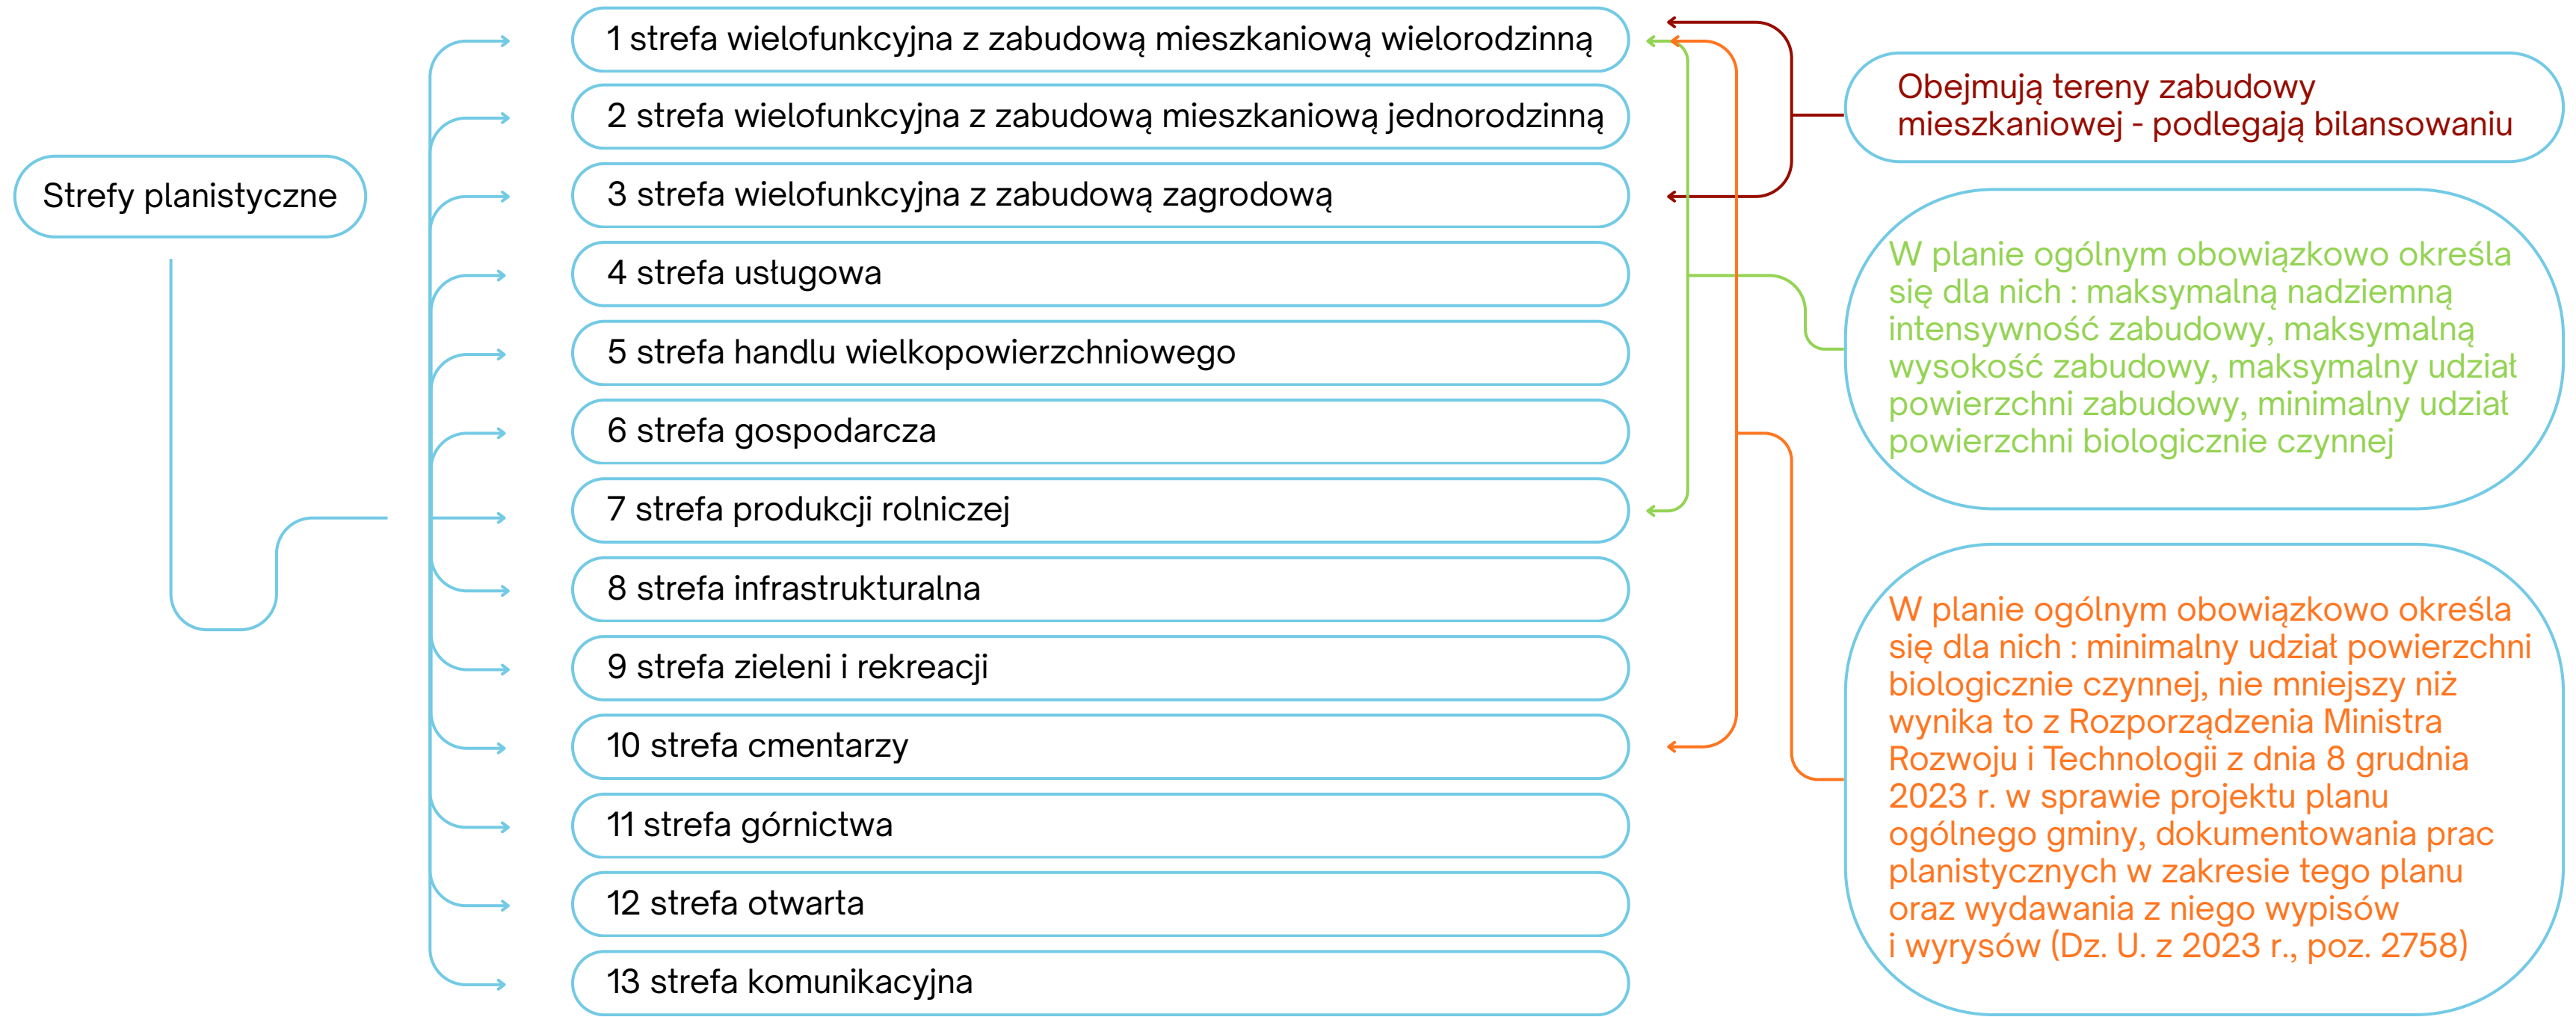 Strefy planistyczne
1 strefa wielofunkcyjna z zabudową mieszkaniową wielorodzinną
2 strefa wielofunkcyjna z zabudową mieszkaniową jednorodzinną
3 strefa wielofunkcyjna z zabudową zagrodową
4 strefa usługowa
5 strefa handlu wielkopowierzchniowego
6 strefa gospodarcza
7 strefa produkcji rolniczej
8 strefa infrastrukturalna
9 strefa zieleni i rekreacji
10 strefa cmentarzy
11 strefa górnictwa
12 strefa otwarta
13 strefa komunikacyjna
Obejmują tereny zabudowy
mieszkaniowej - podlegają bilansowaniu
W planie ogólnym obowiązkowo określa
się dla nich : maksymalną nadziemną
intensywność zabudowy, maksymalną
wysokość zabudowy, maksymalny udział
powierzchni zabudowy, minimalny udział
powierzchni biologicznie czynnej
W planie ogólnym obowiązkowo określa
się dla nich : minimalny udział powierzchni
biologicznie czynnej, nie mniejszy niż
wynika to z Rozporządzenia Ministra
Rozwoju i Technologii z dnia 8 grudnia
2023 r. w sprawie projektu planu
ogólnego gminy, dokumentowania prac
planistycznych w zakresie tego planu
oraz wydawania z niego wypisów
i wyrysów (Dz. U. z 2023 r., poz. 2758)